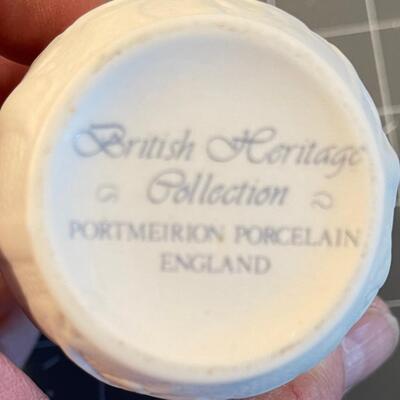 British Heritage
Collection
PORTMEIRION PORCELAIN
ENGLAND